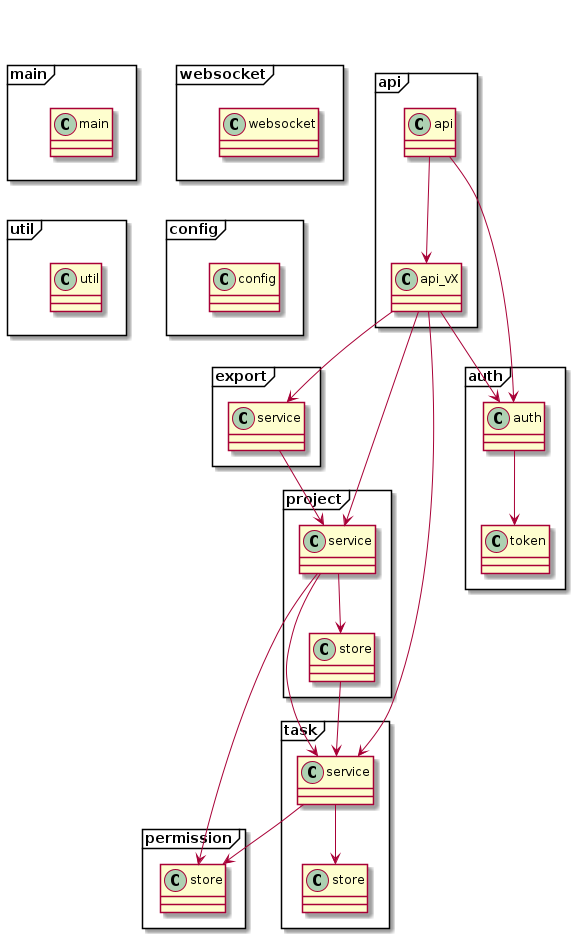 main
C main
websocket
C websocket
api
C api
util
C util
config
C config
C api_vX
export
C service
auth
C auth
project
C service
C token
C store
task
C service
permission
C store
C store